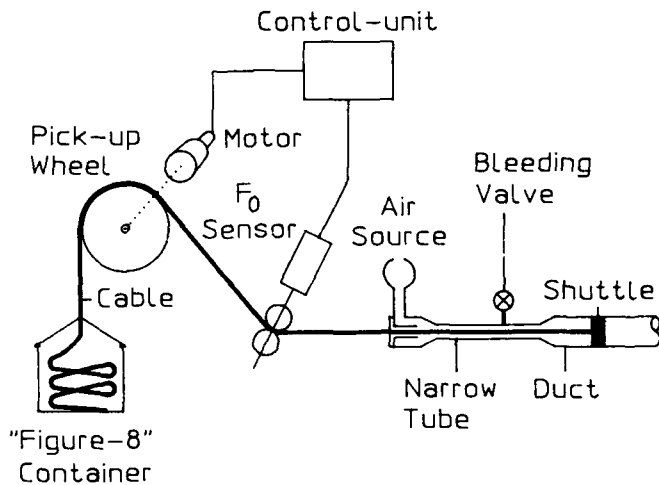 Control-unit
Pick-up
Wheel
Motor
F0
Sensor
Air
Source
Bleeding
Valve
Shuttle
Cable
Narrow
Tube
Duct
"Figure-8"
Container